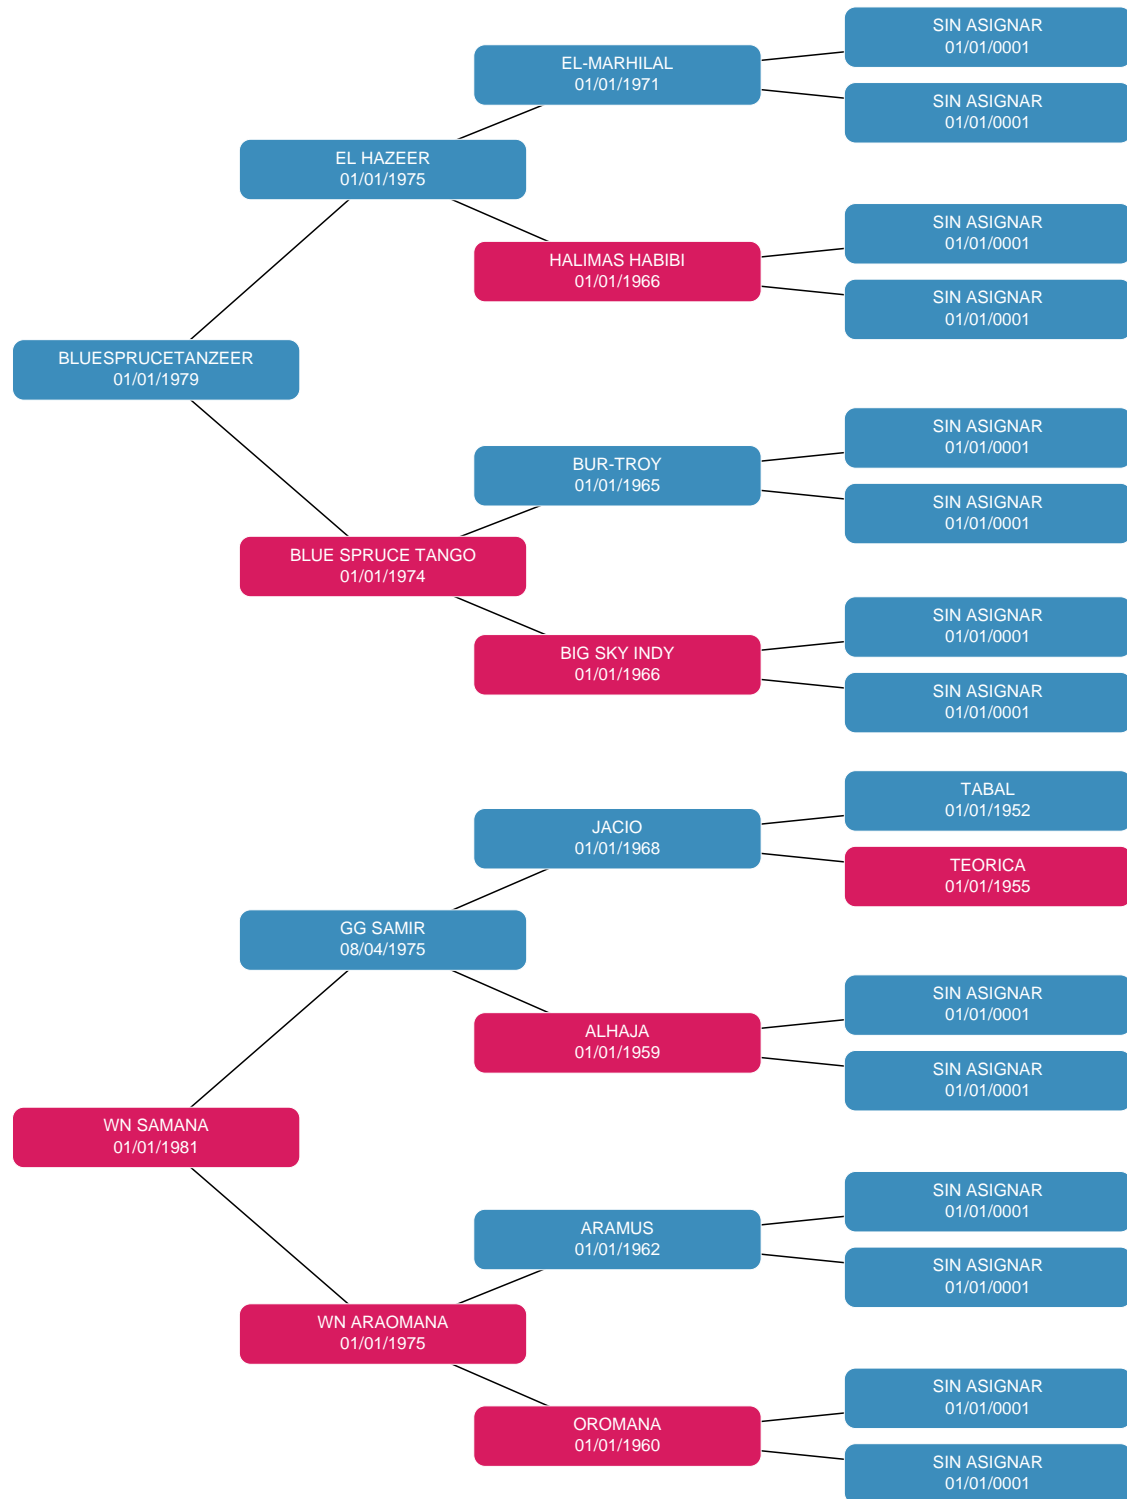 SIN ASIGNAR
01/01/0001
EL-MARHILAL
01/01/1971
SIN ASIGNAR
01/01/0001
EL HAZEER
01/01/1975
SIN ASIGNAR
01/01/0001
HALIMAS HABIBI
01/01/1966
SIN ASIGNAR
01/01/0001
BLUESPRUCETANZEER
01/01/1979
SIN ASIGNAR
01/01/0001
BUR-TROY
01/01/1965
SIN ASIGNAR
01/01/0001
BLUE SPRUCE TANGO
01/01/1974
SIN ASIGNAR
01/01/0001
BIG SKY INDY
01/01/1966
SIN ASIGNAR
01/01/0001
TABAL
01/01/1952
JACIO
01/01/1968
TEORICA
01/01/1955
GG SAMIR
08/04/1975
SIN ASIGNAR
01/01/0001
ALHAJA
01/01/1959
SIN ASIGNAR
01/01/0001
WN SAMANA
01/01/1981
SIN ASIGNAR
01/01/0001
ARAMUS
01/01/1962
SIN ASIGNAR
01/01/0001
WN ARAOMANA
01/01/1975
SIN ASIGNAR
01/01/0001
OROMANA
01/01/1960
SIN ASIGNAR
01/01/0001